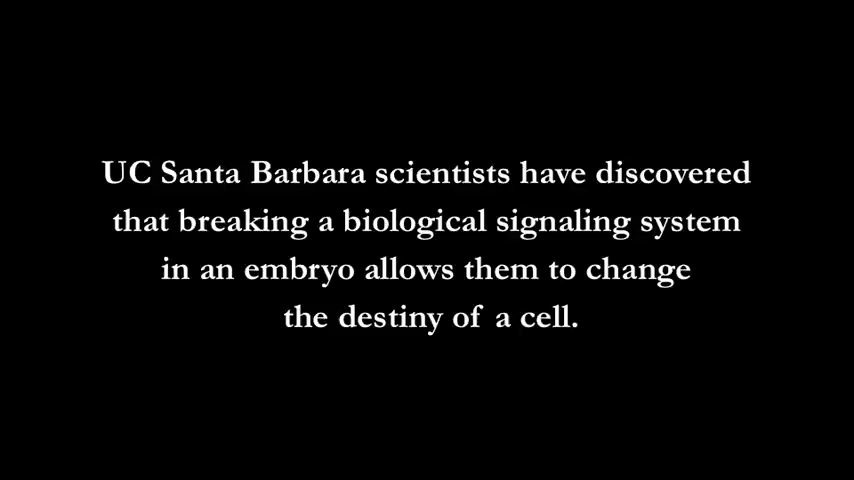 UC Santa Barbara scientists have discovered
that breaking a biological signaling system
in an embryo allows them to change
the destiny of a cell.